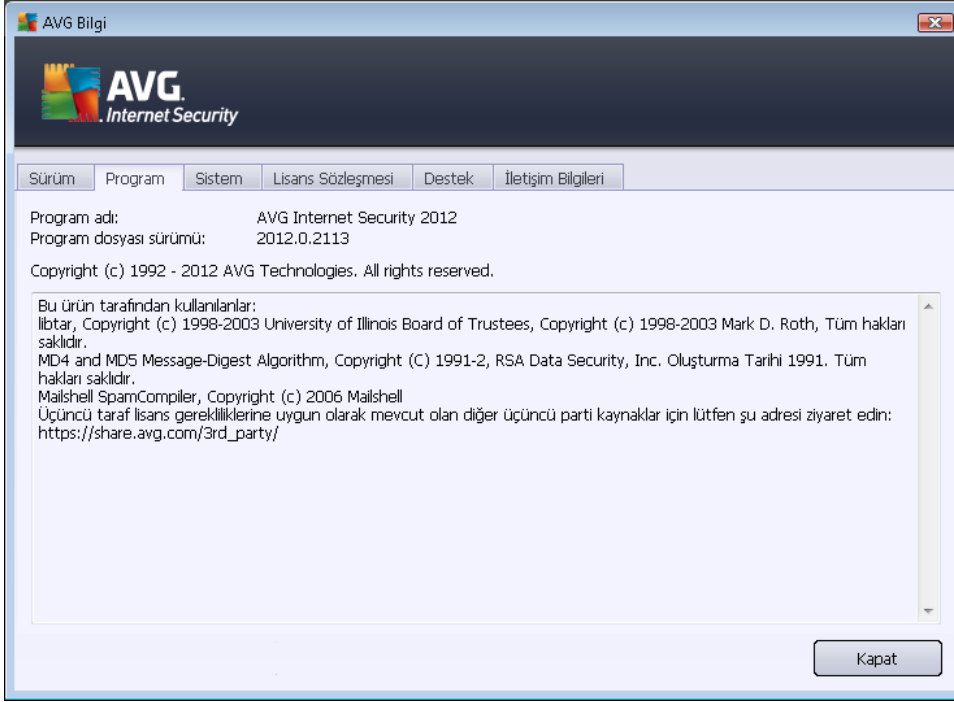 AVG Bilgi
AVG.
Internet Security
Sürüm Program Sistem Lisans Sözleşmesi Destek İletişim Bilgileri
Program adı: AVG Internet Security 2012
Program dosyası sürümü: 2012.0.2113
Copyright (c) 1992 - 2012 AVG Technologies. All rights reserved.
Bu ürün tarafından kullanılanlar:
libtar, Copyright (c) 1998-2003 University of Illinois Board of Trustees, Copyright (c) 1998-2003 Mark D. Roth, Tüm hakları
saklıdır.
MD4 and MD5 Message-Digest Algorithm, Copyright (C) 1991-2, RSA Data Security, Inc. Oluşturma Tarihi 1991. Tüm
hakları saklıdır.
Mailshell SpamCompiler, Copyright (c) 2006 Mailshell
Üçüncü taraf lisans gerekliliklerine uygun olarak mevcut olan diğer üçüncü parti kaynaklar için lütfen şu adresi ziyaret edin:
https://share.avg.com/3rd_party/
Kapat